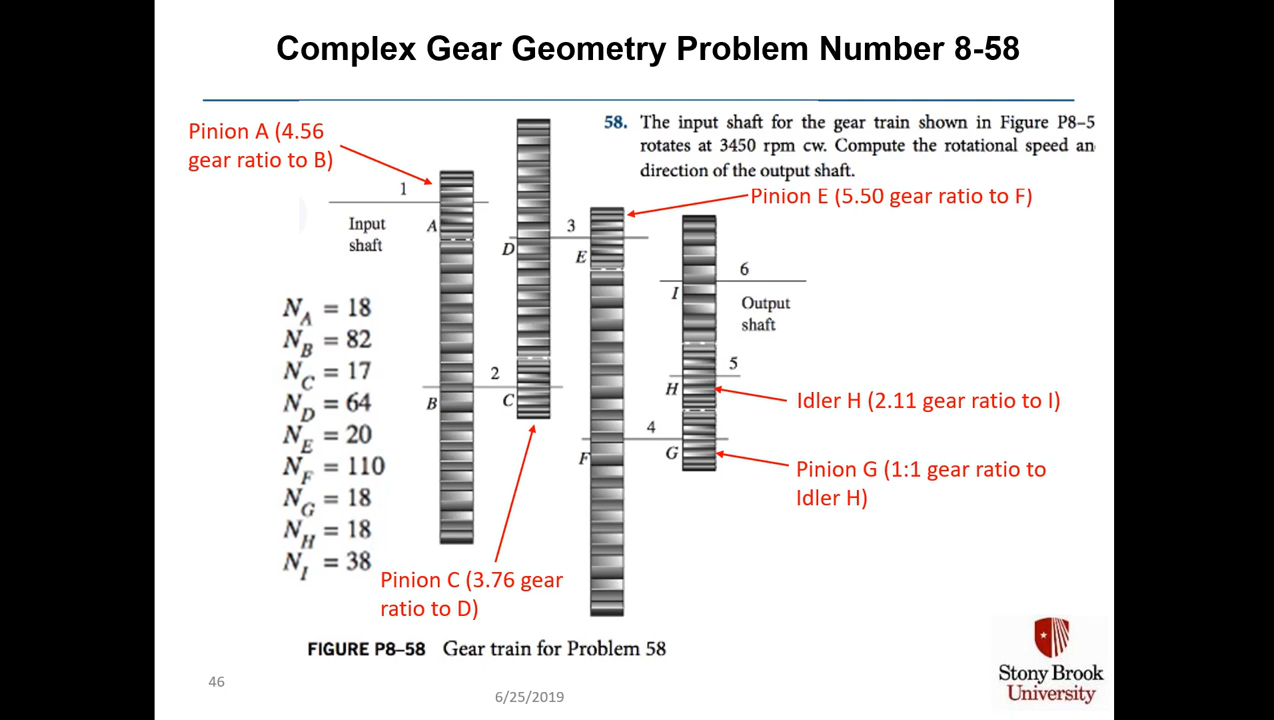 Complex Gear Geometry Problem Number 8-58
Pinion A (4.56
gear ratio to B)
58. The input shaft for the gear train shown in Figure P8–5
rotates at 3450 rpm cw. Compute the rotational speed an
direction of the output shaft.
Pinion E (5.50 gear ratio to F)
1
Input
shaft
A
D
3
E
6
I
Output
shaft
N_A = 18
N_B = 82
N_C = 17
N_D = 64
N_E = 20
N_F = 110
N_G = 18
N_H = 18
N_I = 38
2
B
C
5
H
Idler H (2.11 gear ratio to I)
4
F
G
Pinion G (1:1 gear ratio to
Idler H)
Pinion C (3.76 gear
ratio to D)
FIGURE P8–58 Gear train for Problem 58
46
6/25/2019
Stony Brook
University